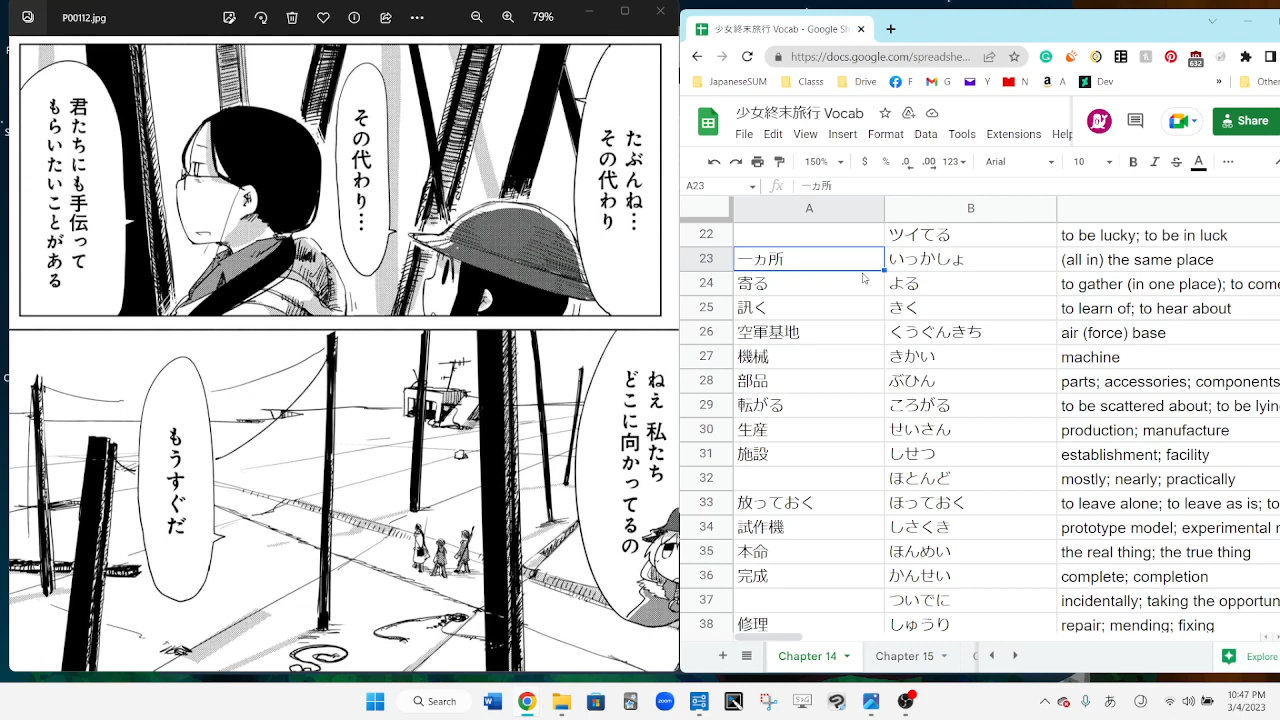 P00112.jpg
79%
たぶんね…
その代わり
その代わり…
君たちにも手伝って
もらいたいことがある
ねえ 私たち
どこに向かってるの
もうすぐだ
少女終末旅行 Vocab - Google Sh
https://docs.google.com/spreadshe...
632
JapaneseSUM
Classs
Drive
F
G
Y
A
Dev
»
Other
少女終末旅行 Vocab
File Edit View Insert Format Data Tools Extensions Help
Share
150%
$ % .0 .00 123
Arial
10
B I S A
A23
fx
一ヵ所
A B
22 ツイてる to be lucky; to be in luck
23 一ヵ所 いっかしょ (all in) the same place
24 寄る よる to gather (in one place); to come
25 訊く きく to learn of; to hear about
26 空軍基地 くうぐんきち air (force) base
27 機械 きかい machine
28 部品 ぶひん parts; accessories; components
29 転がる ころがる to be scattered about; to be lyin
30 生産 せいさん production; manufacture
31 施設 しせつ establishment; facility
32 ほとんど mostly; nearly; practically
33 放っておく ほっておく to leave alone; to leave as is; to
34 試作機 しさくき prototype model; experimental m
35 本命 ほんめい the real thing; the true thing
36 完成 かんせい complete; completion
37 ついでに incidentally; taking the opportun
38 修理 しゅうり repair; mending; fixing
Chapter 14
Chapter 15
Explore
Search
zoom
10:47 PM
3/4/2023